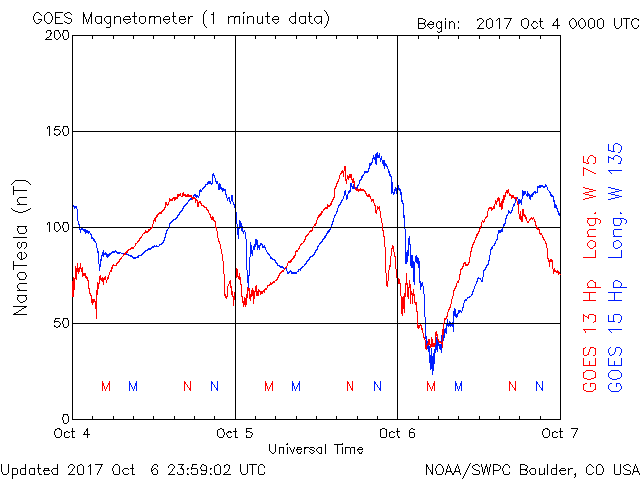 GOES Magnetometer (1 minute data)
Begin: 2017 Oct 4 0000 UTC
200
150
100
50
0
NanoTesla (nT)
M M N N M M N N M M N N
Oct 4 Oct 5 Oct 6 Oct 7
Universal Time
GOES 13 Hp Long. W 75
GOES 15 Hp Long. W 135
Updated 2017 Oct 6 23:59:02 UTC
NOAA/SWPC Boulder, CO USA